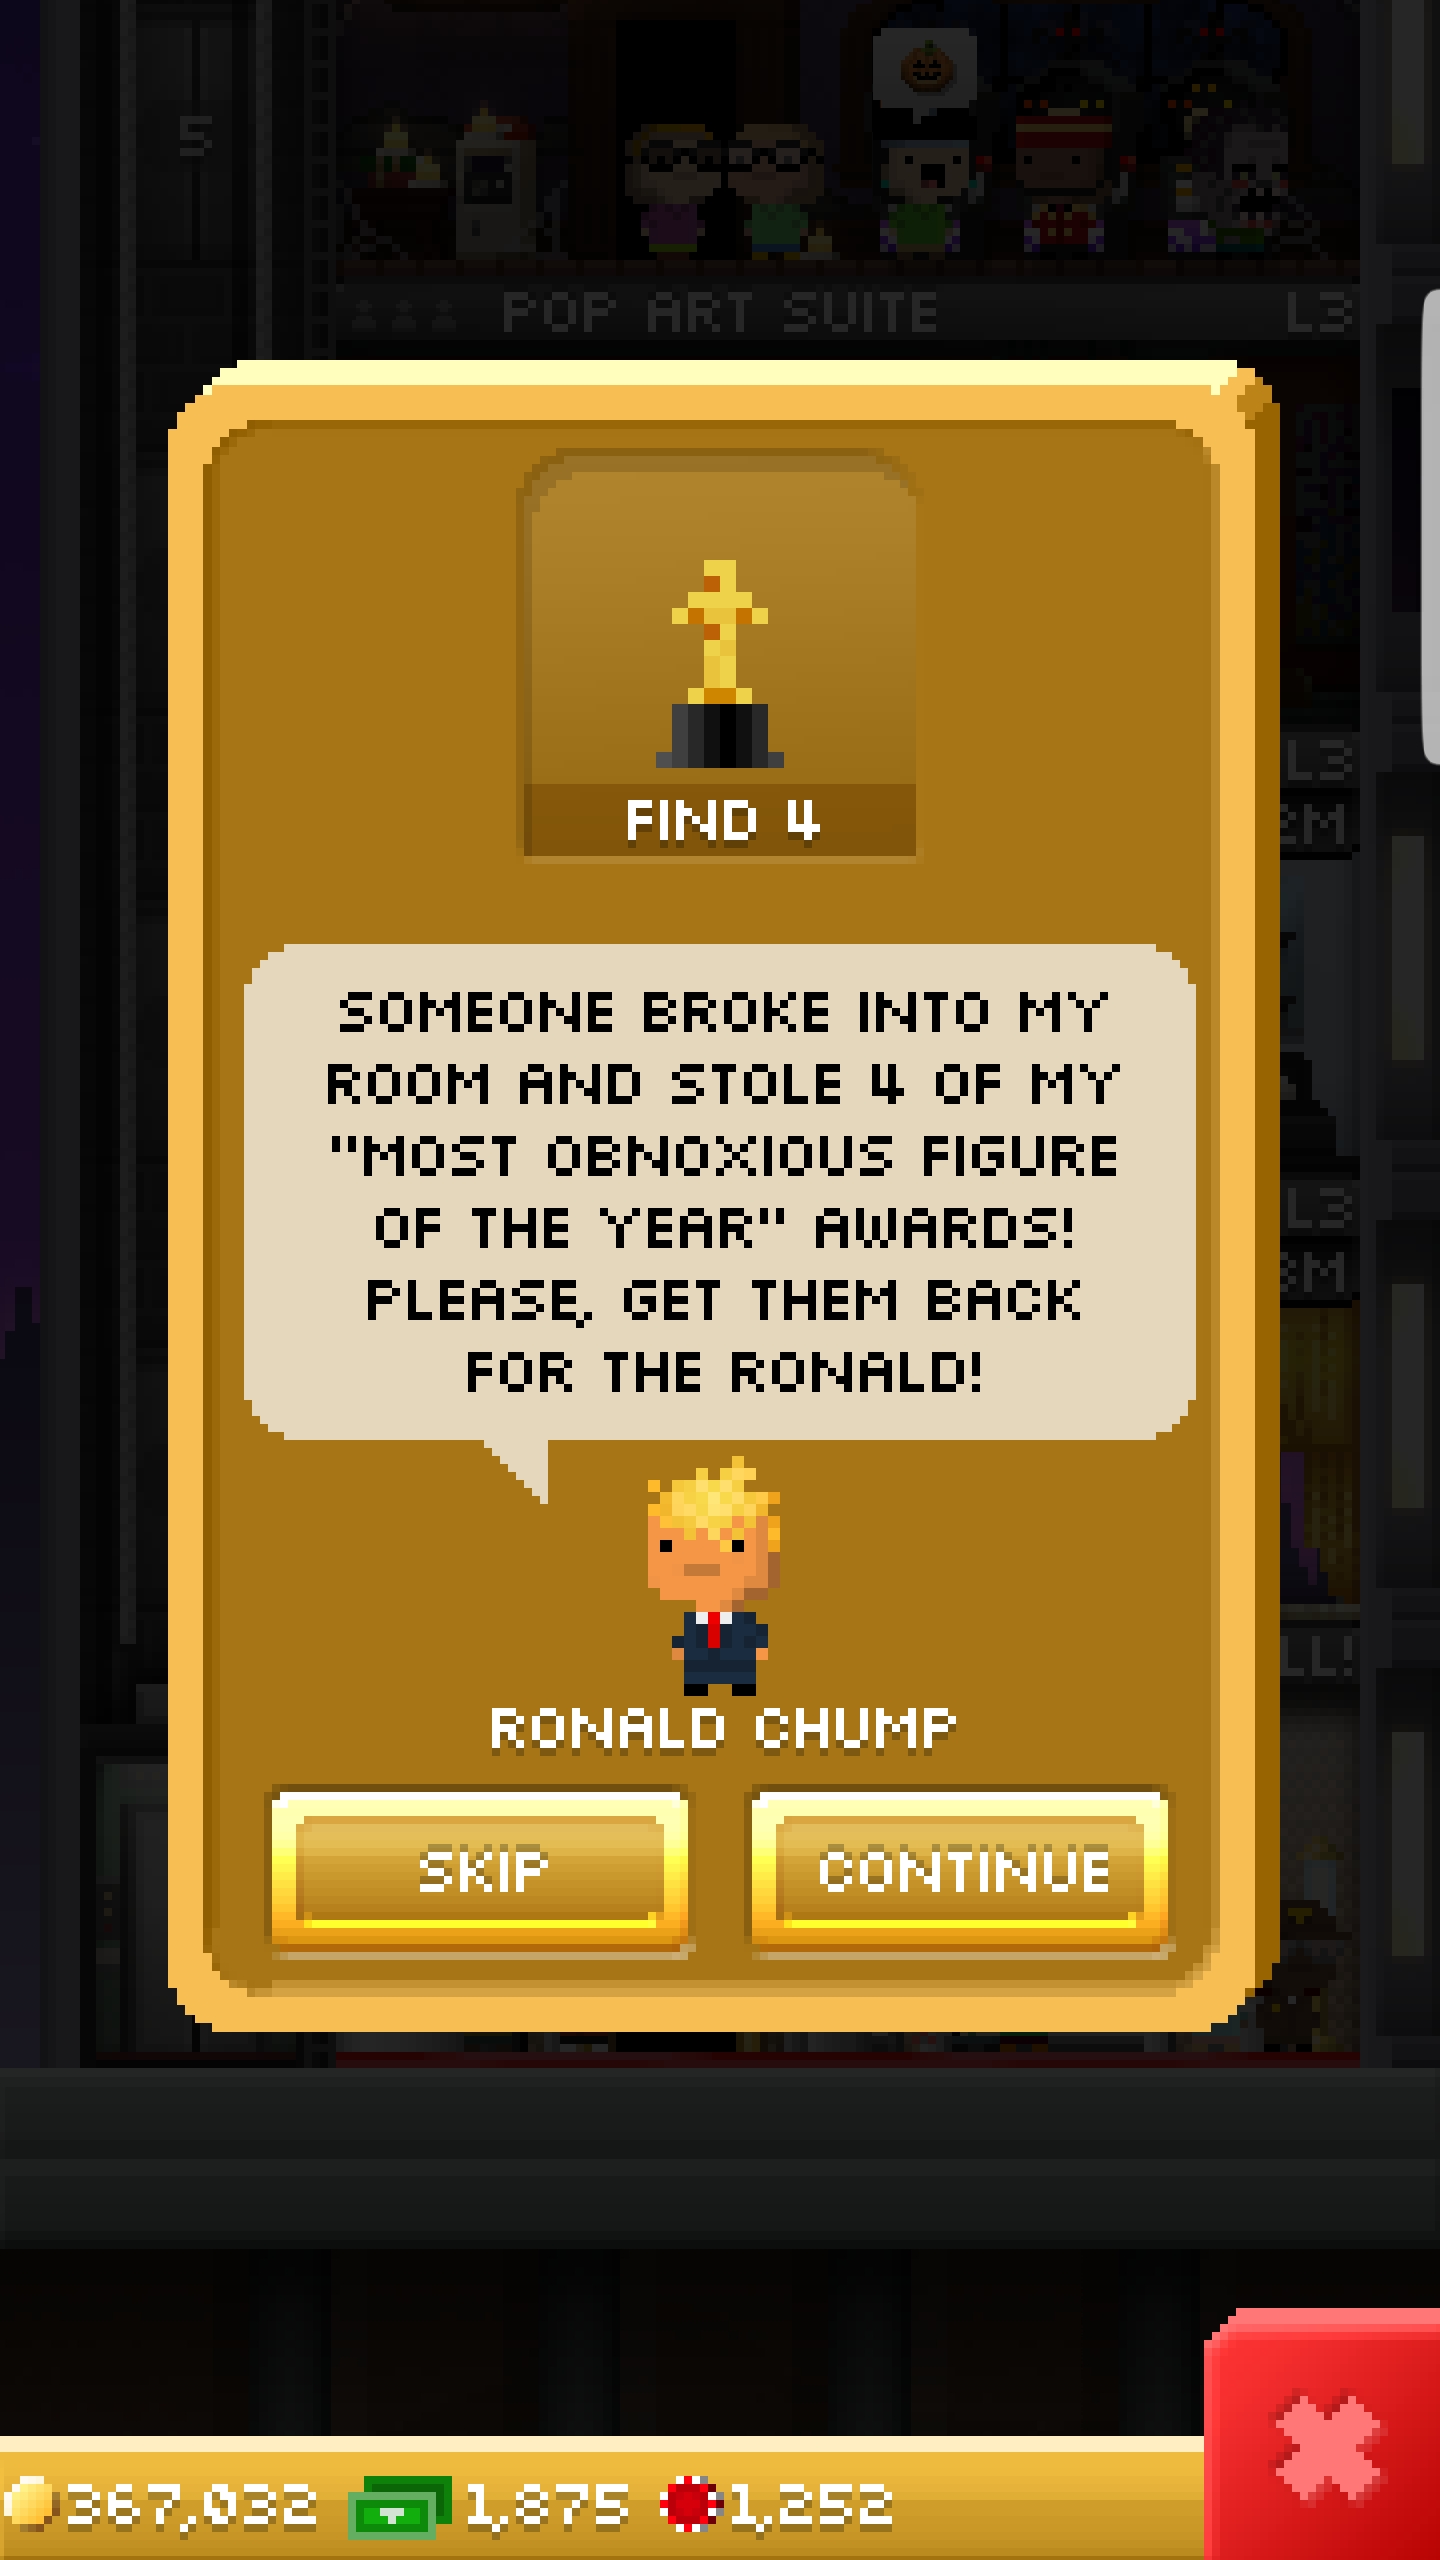 5
POP ART SUITE L3
FIND 4
L3
2M
SOMEONE BROKE INTO MY
ROOM AND STOLE 4 OF MY
"MOST OBNOXIOUS FIGURE
OF THE YEAR" AWARDS!
PLEASE, GET THEM BACK
FOR THE RONALD!
L3
RONALD CHUMP
SKIP CONTINUE
367,032 1,875 1,252